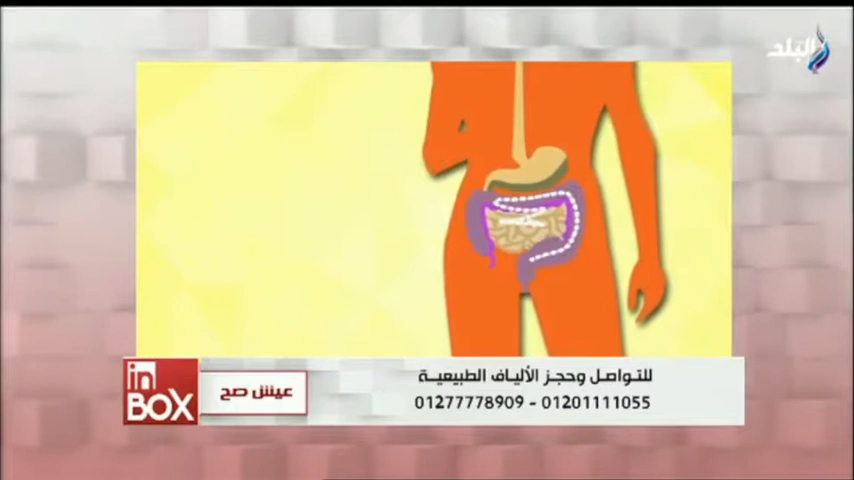 البلد
للتواصل وحجز الألياف الطبيعية
01277778909 - 01201111055
in
BOX
عيش صح